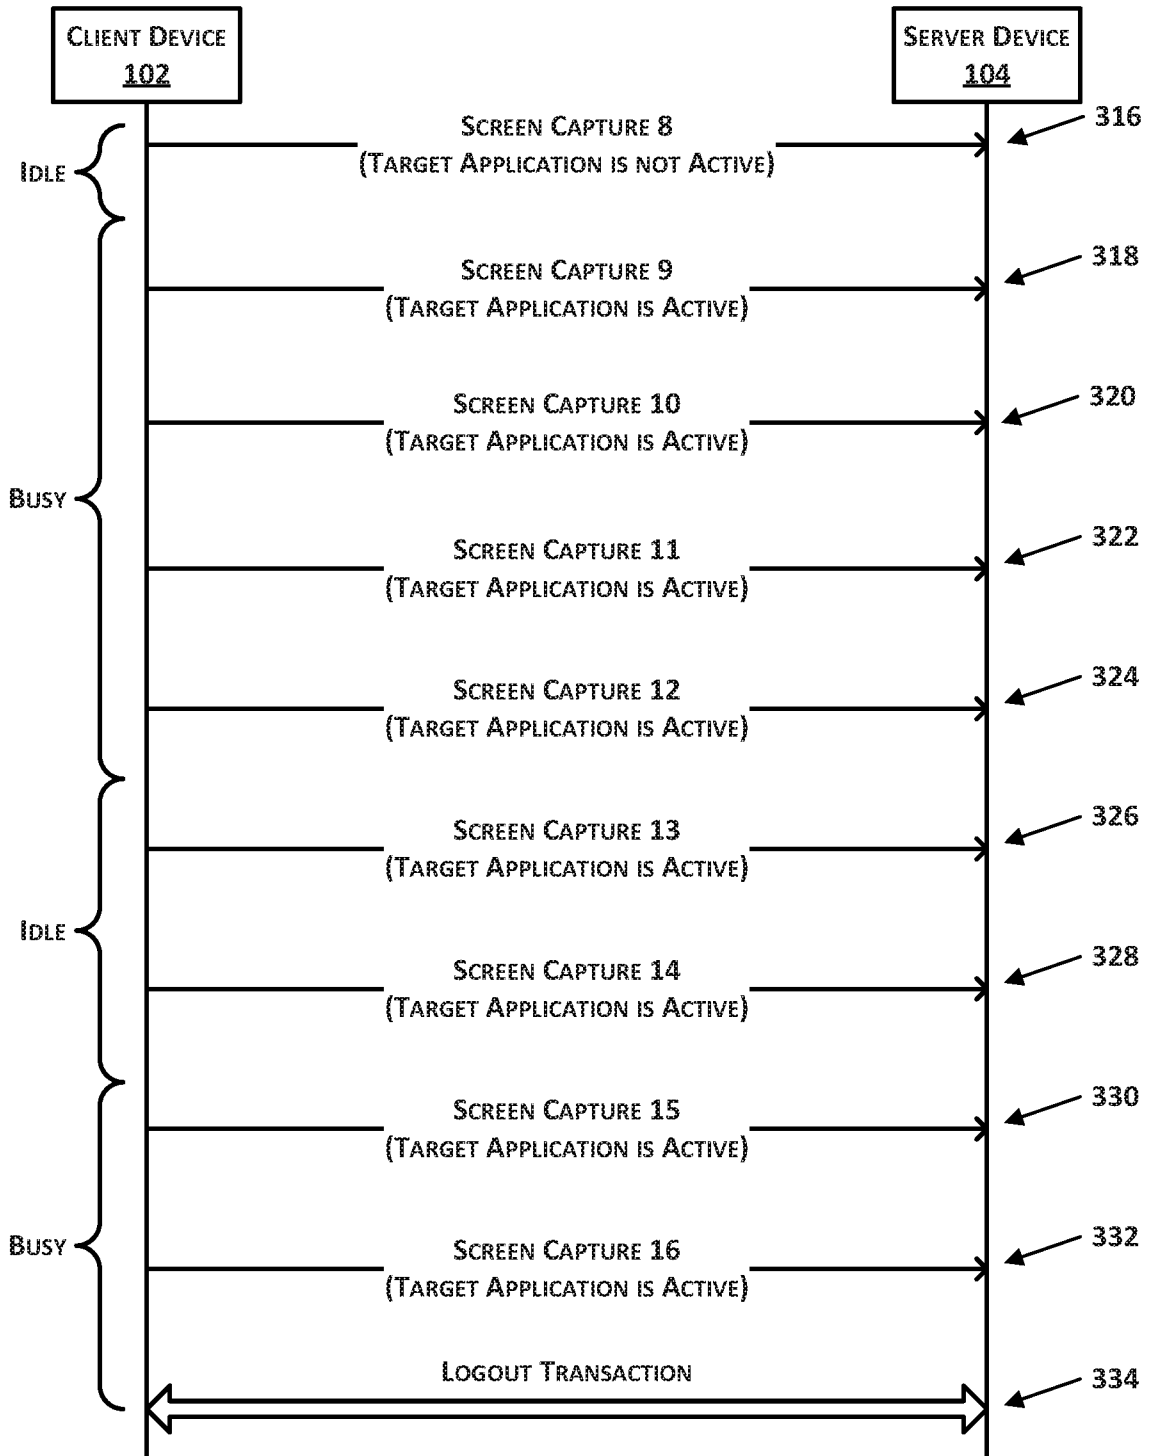 CLIENT DEVICE
102
SERVER DEVICE
104
SCREEN CAPTURE 8
(TARGET APPLICATION IS NOT ACTIVE)
316
IDLE
SCREEN CAPTURE 9
(TARGET APPLICATION IS ACTIVE)
318
SCREEN CAPTURE 10
(TARGET APPLICATION IS ACTIVE)
320
BUSY
SCREEN CAPTURE 11
(TARGET APPLICATION IS ACTIVE)
322
SCREEN CAPTURE 12
(TARGET APPLICATION IS ACTIVE)
324
SCREEN CAPTURE 13
(TARGET APPLICATION IS ACTIVE)
326
IDLE
SCREEN CAPTURE 14
(TARGET APPLICATION IS ACTIVE)
328
SCREEN CAPTURE 15
(TARGET APPLICATION IS ACTIVE)
330
BUSY
SCREEN CAPTURE 16
(TARGET APPLICATION IS ACTIVE)
332
LOGOUT TRANSACTION
334